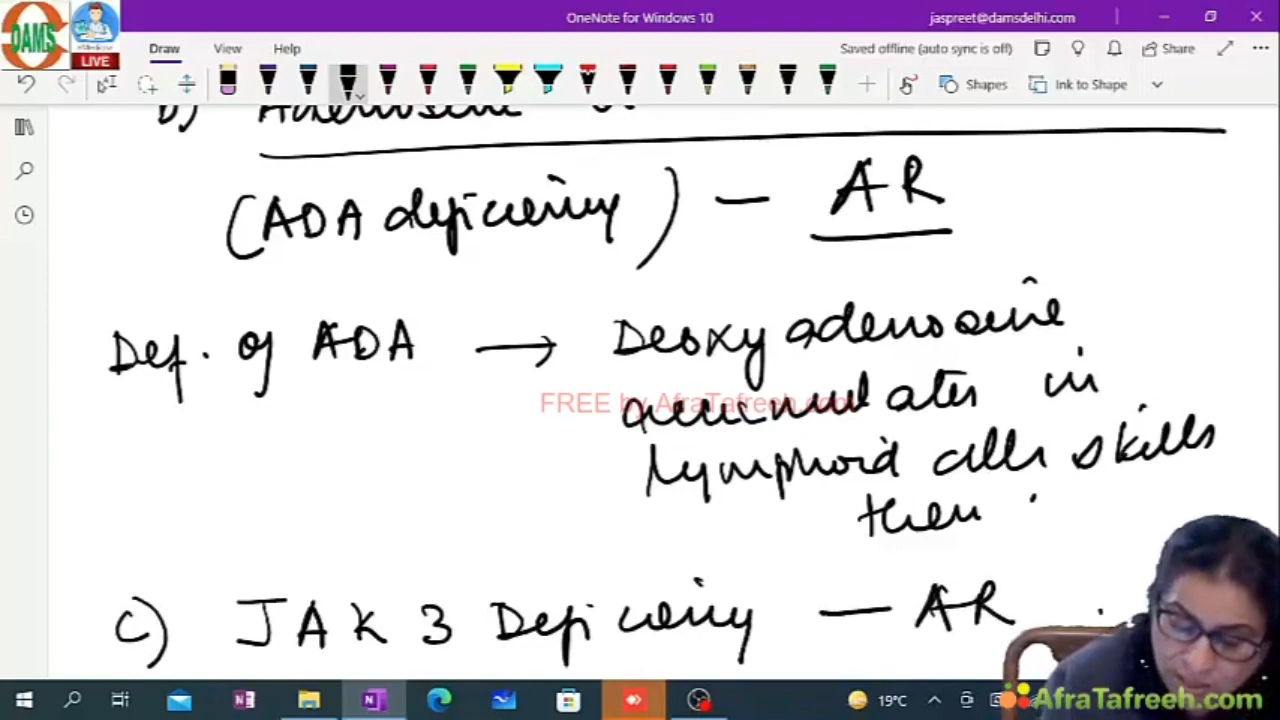 OneNote for Windows 10
jaspreet@damsdelhi.com
DAMS
eMedicoz
LIVE
Draw
View
Help
Saved offline (auto sync is off)
Share
Shapes
Ink to Shape
b) Adenosine
(ADA deficiency) — AR
Def. of ADA → Deoxyadenosine
accumulates in
lymphoid cells & kills
them.
FREE by AfraTafreeh.com
c) JAK 3 Deficiency — AR
19°C
AfraTafreeh.com